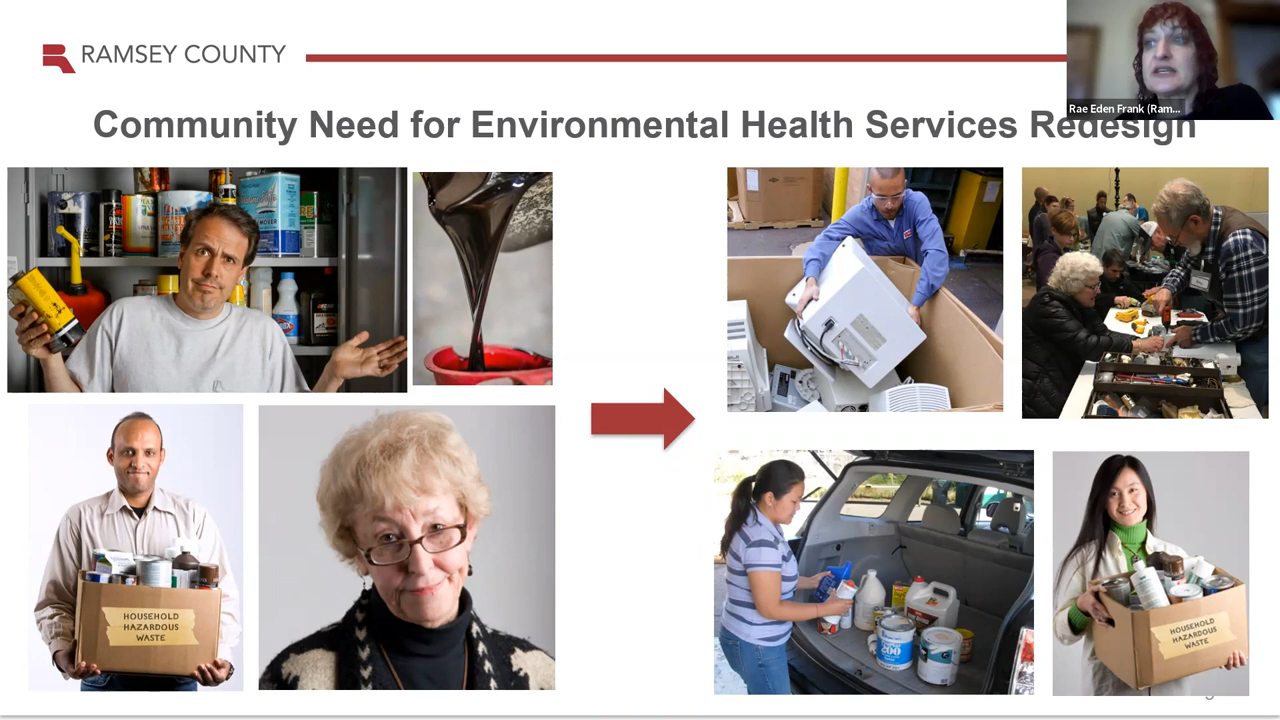 RAMSEY COUNTY
Rae Eden Frank (Ram...
Community Need for Environmental Health Services Redesign
HOUSEHOLD
HAZARDOUS
WASTE
200
HOUSEHOLD
HAZARDOUS
WASTE